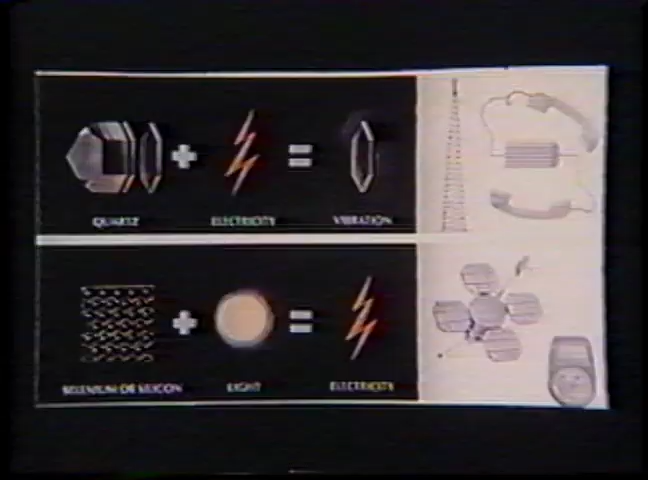 QUARTZ
ELECTRICITY
VIBRATION
SELENIUM OR SILICON
LIGHT
ELECTRICITY